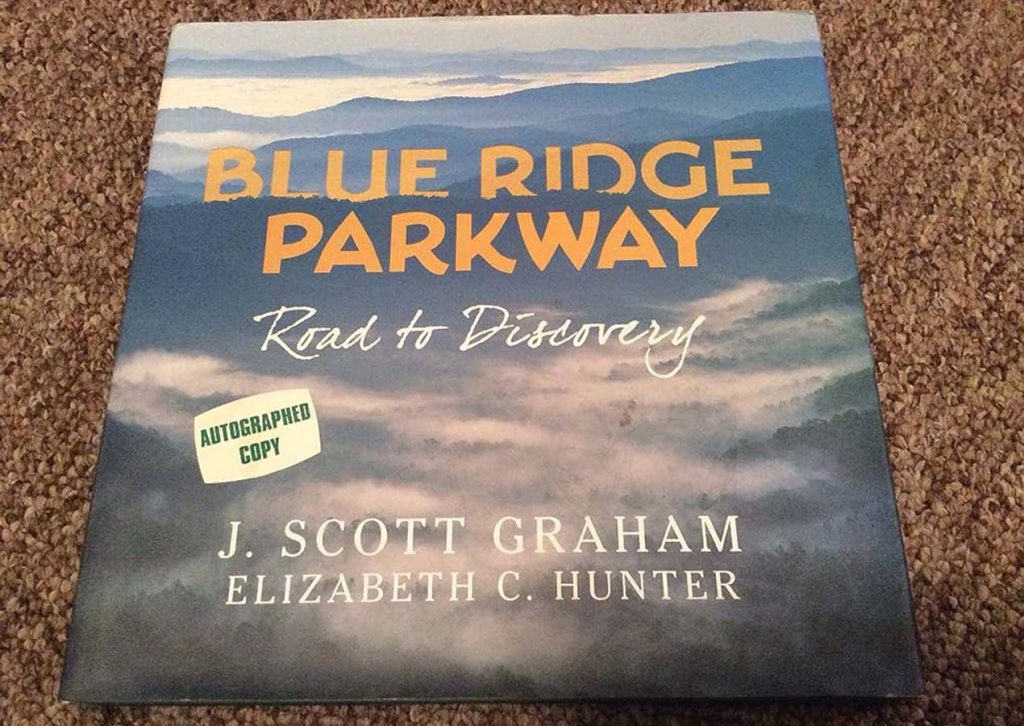 BLUE RIDGE
PARKWAY
Road to Discovery
AUTOGRAPHED
COPY
J. SCOTT GRAHAM
ELIZABETH C. HUNTER